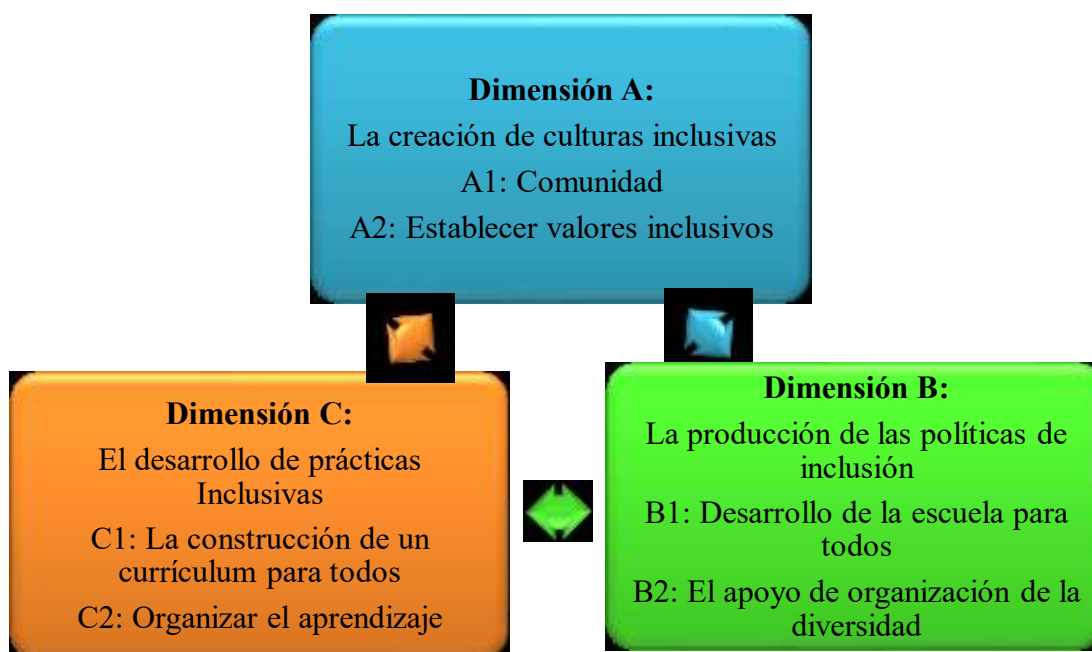 Dimensión A:
La creación de culturas inclusivas
A1: Comunidad
A2: Establecer valores inclusivos
Dimensión C:
El desarrollo de prácticas
Inclusivas
C1: La construcción de un
currículum para todos
C2: Organizar el aprendizaje
Dimensión B:
La producción de las políticas de
inclusión
B1: Desarrollo de la escuela para
todos
B2: El apoyo de organización de la
diversidad